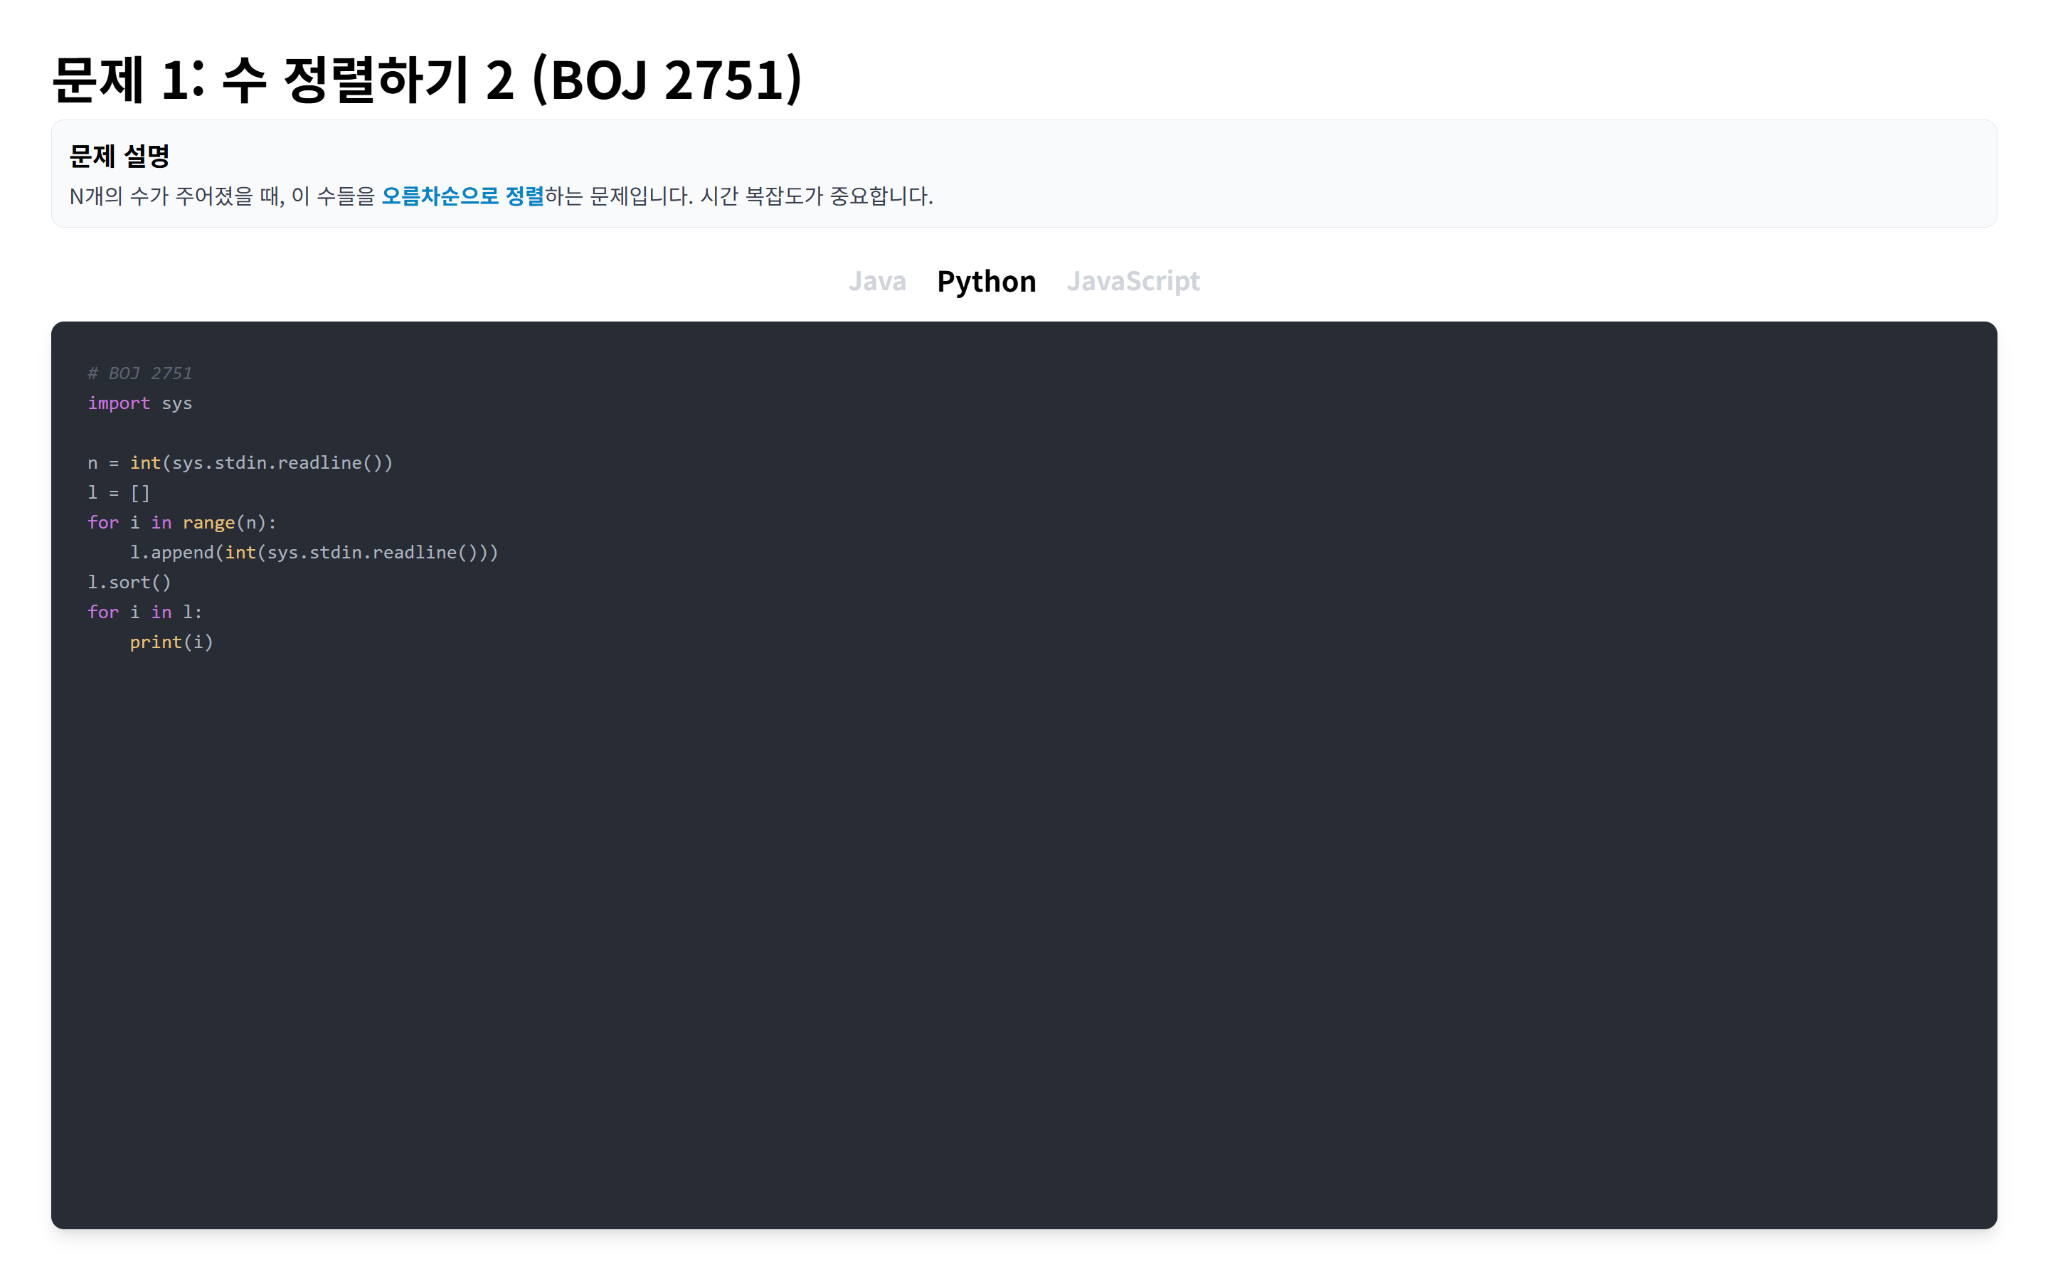 문제 1: 수 정렬하기 2 (BOJ 2751)
문제 설명
N개의 수가 주어졌을 때, 이 수들을 오름차순으로 정렬하는 문제입니다. 시간 복잡도가 중요합니다.
Java Python JavaScript
# BOJ 2751
import sys
n = int(sys.stdin.readline())
l = []
for i in range(n):
    l.append(int(sys.stdin.readline()))
l.sort()
for i in l:
    print(i)